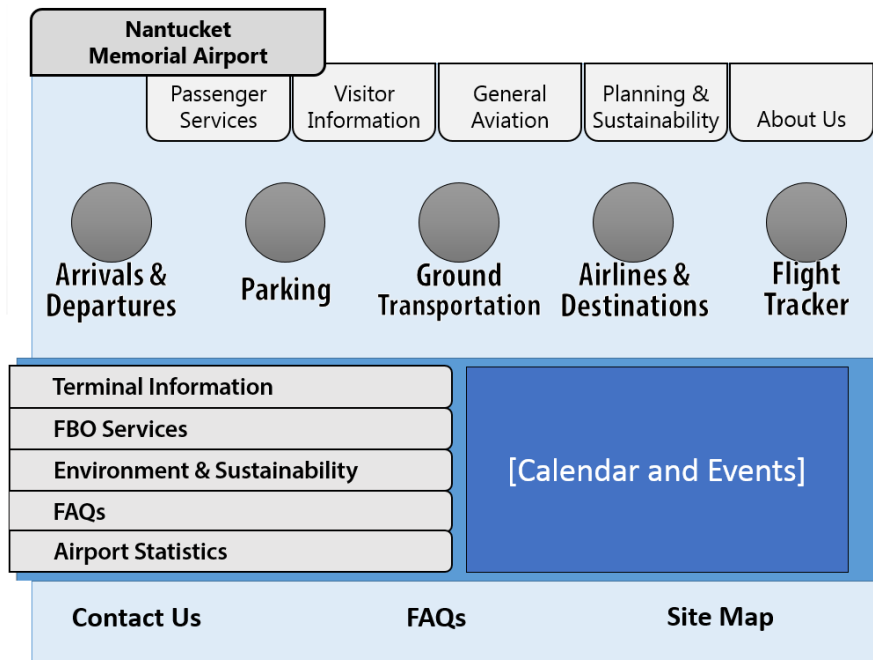 Nantucket
Memorial Airport
Passenger
Services
Visitor
Information
General
Aviation
Planning &
Sustainability
About Us
Arrivals &
Departures
Parking
Ground
Transportation
Airlines &
Destinations
Flight
Tracker
Terminal Information
FBO Services
Environment & Sustainability
FAQs
Airport Statistics
[Calendar and Events]
Contact Us
FAQs
Site Map